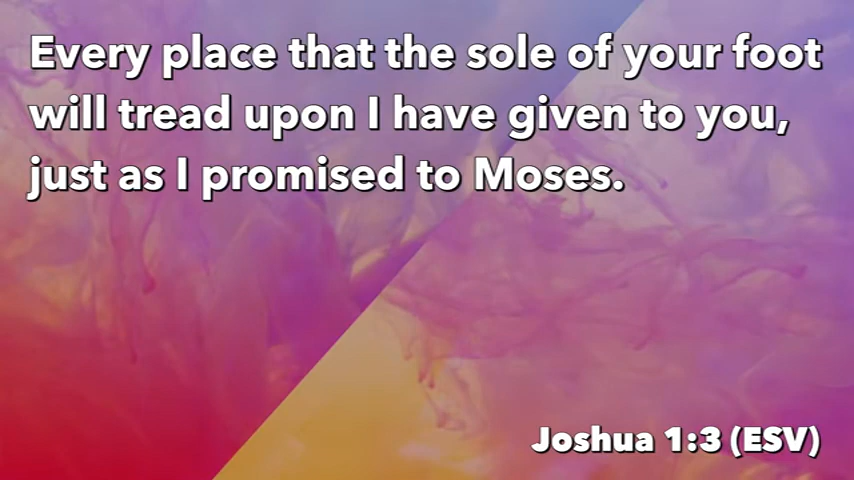 Every place that the sole of your foot
will tread upon I have given to you,
just as I promised to Moses.
Joshua 1:3 (ESV)